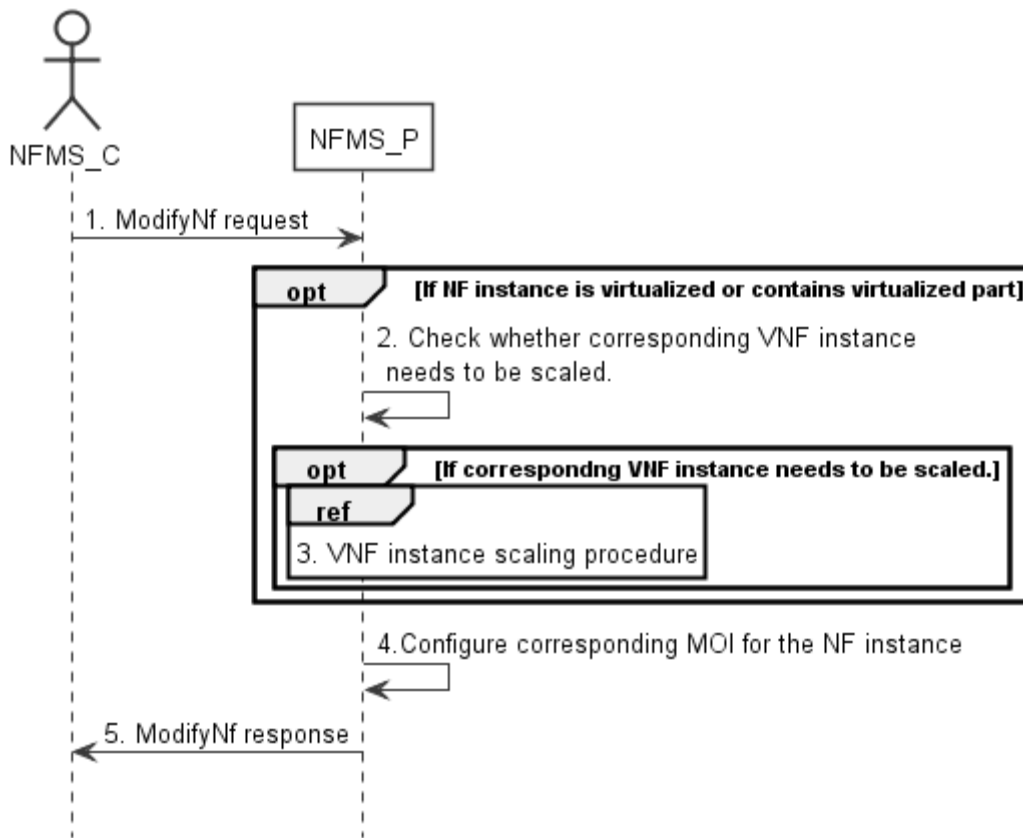 NFMS_C
NFMS_P
1. ModifyNf request
opt
[If NF instance is virtualized or contains virtualized part]
2. Check whether corresponding VNF instance
needs to be scaled.
opt
[If correspondng VNF instance needs to be scaled.]
ref
3. VNF instance scaling procedure
4.Configure corresponding MOI for the NF instance
5. ModifyNf response